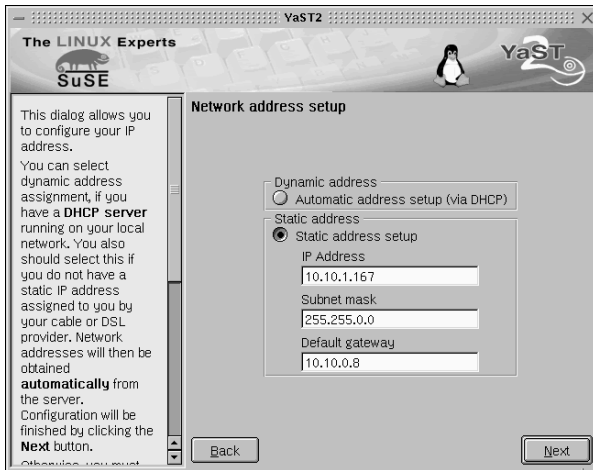 YaST2
The LINUX Experts
SuSE
YaST
2
This dialog allows you
to configure your IP
address.
You can select
dynamic address
assignment, if you
have a DHCP server
running on your local
network. You also
should select this if
you do not have a
static IP address
assigned to you by
your cable or DSL
provider. Network
addresses will then be
obtained
automatically from
the server.
Configuration will be
finished by clicking the
Next button.
Otherwise, you must
Network address setup
Dynamic address
Automatic address setup (via DHCP)
Static address
Static address setup
IP Address
10.10.1.167
Subnet mask
255.255.0.0
Default gateway
10.10.0.8
Back
Next